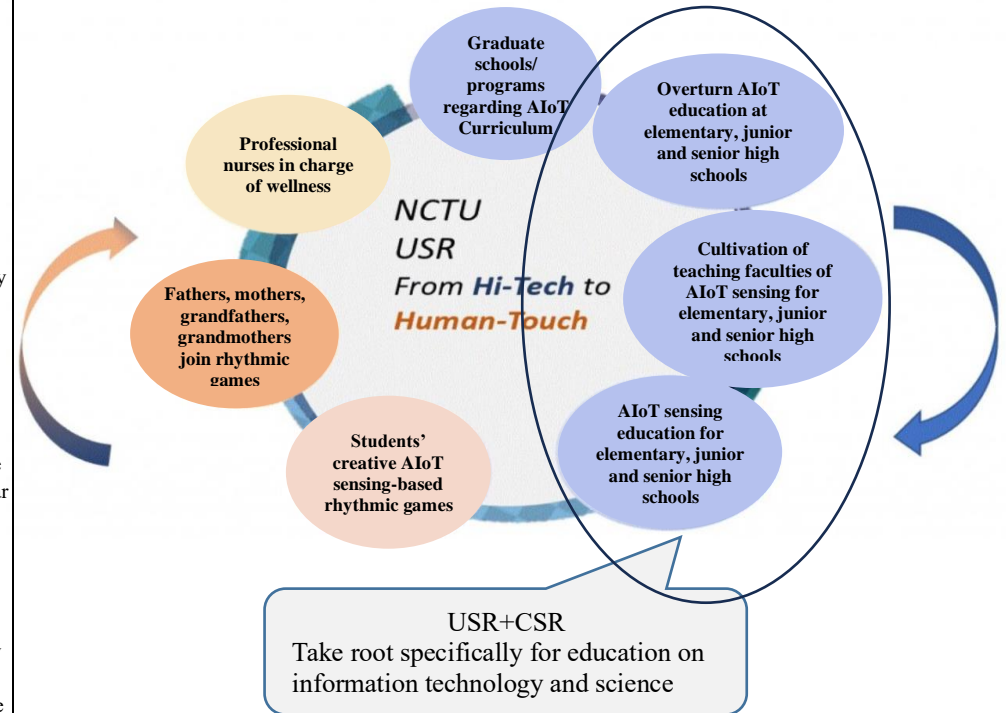 Graduate
schools/
programs
regarding AIoT
Curriculum
Overturn AIoT
education at
elementary, junior
and senior high
schools
Professional
nurses in charge
of wellness
NCTU
USR
From Hi-Tech to
Human-Touch
Cultivation of
teaching faculties of
AIoT sensing for
elementary, junior
and senior high
schools
Fathers, mothers,
grandfathers,
grandmothers
join rhythmic
games
AIoT sensing
education for
elementary, junior
and senior high
schools
Students’
creative AIoT
sensing-based
rhythmic games
USR+CSR
Take root specifically for education on
information technology and science